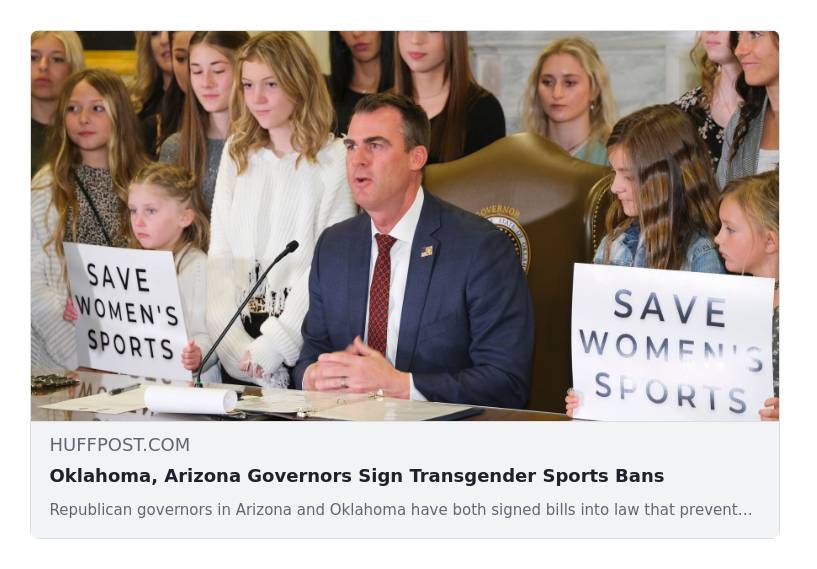 SAVE
WOMEN'S
SPORTS
GOVERNOR
SAVE
WOMEN'S
SPORTS
HUFFPOST.COM
Oklahoma, Arizona Governors Sign Transgender Sports Bans
Republican governors in Arizona and Oklahoma have both signed bills into law that prevent...